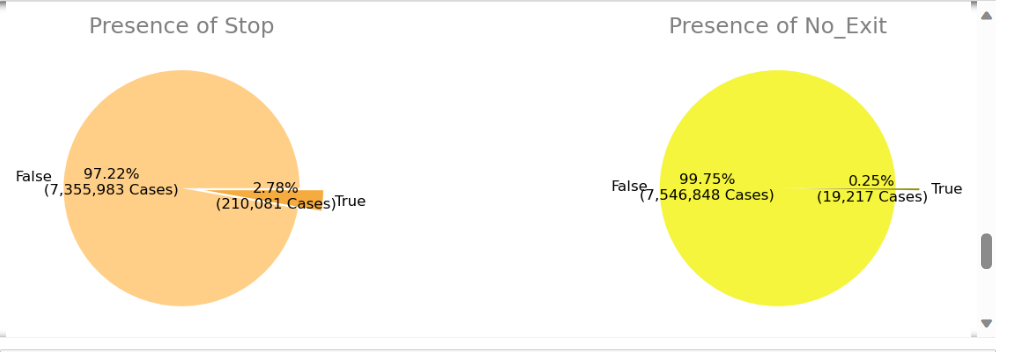 Presence of Stop
Presence of No_Exit
False
97.22%
(7,355,983 Cases)
2.78%
(210,081 Cases)
True
False
99.75%
(7,546,848 Cases)
0.25%
(19,217 Cases)
True